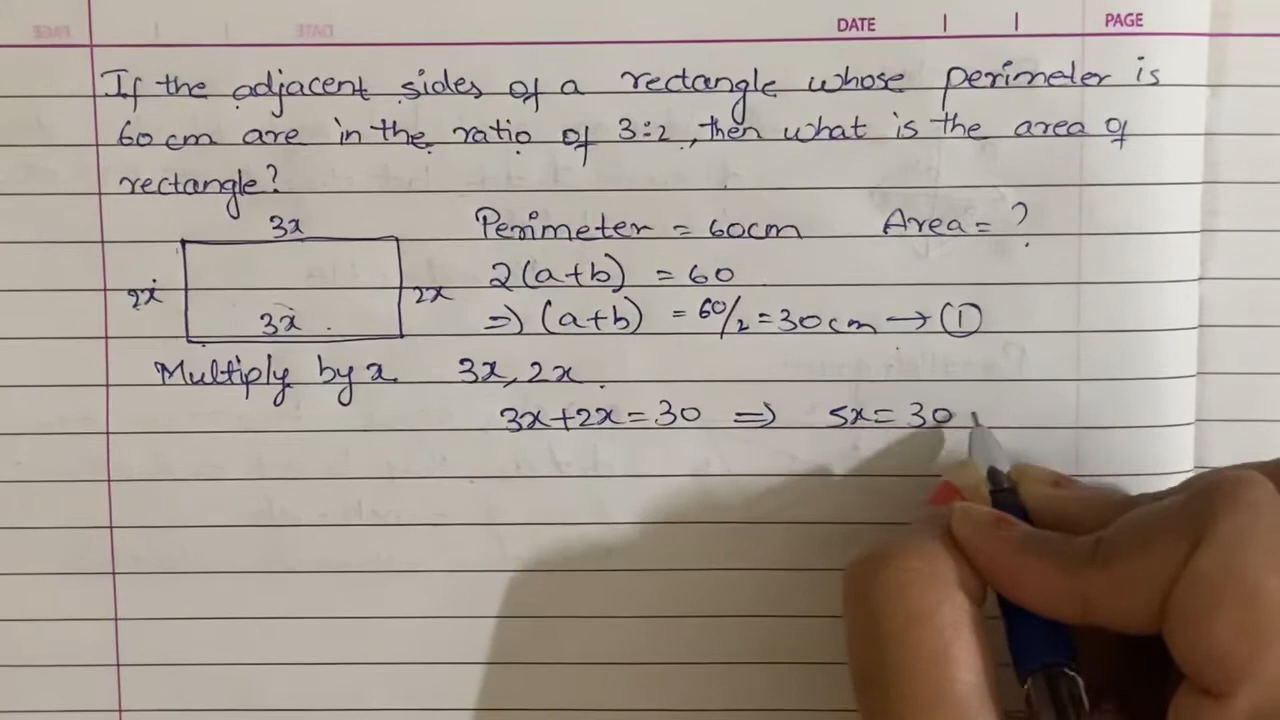 DATE PAGE
If the adjacent sides of a rectangle whose perimeter is
60 cm are in the ratio of 3:2, then what is the area of
rectangle?
3x
Perimeter = 60cm Area = ?
2x 2x
2(a+b) = 60
3x
⇒ (a+b) = 60/2 = 30cm → ①
Multiply by x 3x, 2x.
3x+2x=30 ⇒ 5x=30